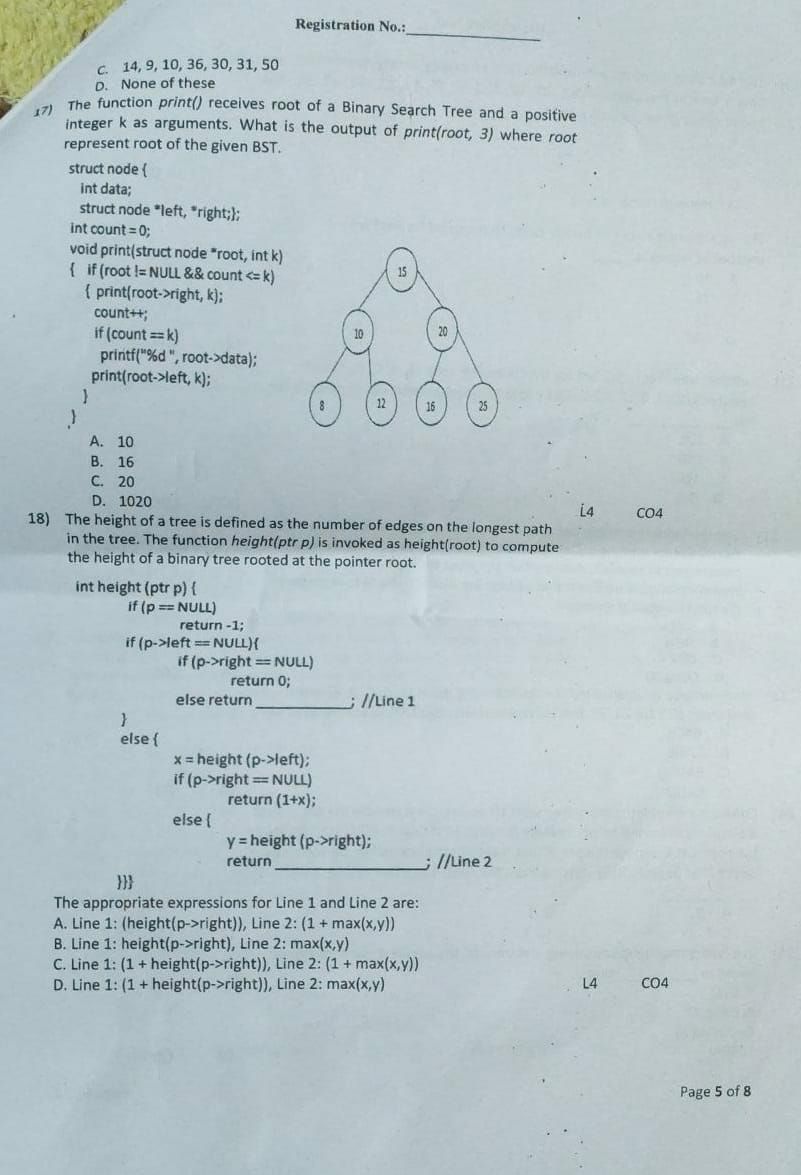 Registration No.:
C. 14, 9, 10, 36, 30, 31, 50
D. None of these
17) The function print() receives root of a Binary Search Tree and a positive
integer k as arguments. What is the output of print(root, 3) where root
represent root of the given BST.
struct node {
int data;
struct node *left, *right;};
int count = 0;
void print(struct node *root, int k)
{ if (root != NULL && count <= k)
{ print(root->right, k);
count++;
if (count == k)
printf("%d ", root->data);
print(root->left, k);
}
}
15
10 20
8 12 16 25
A. 10
B. 16
C. 20
D. 1020
L4 CO4
18) The height of a tree is defined as the number of edges on the longest path
in the tree. The function height(ptr p) is invoked as height(root) to compute
the height of a binary tree rooted at the pointer root.
int height (ptr p) {
if (p == NULL)
return -1;
if (p->left == NULL){
if (p->right == NULL)
return 0;
else return ____________; //Line 1
}
else {
x = height (p->left);
if (p->right == NULL)
return (1+x);
else {
y = height (p->right);
return ___________________; //Line 2
}}}
The appropriate expressions for Line 1 and Line 2 are:
A. Line 1: (height(p->right)), Line 2: (1 + max(x,y))
B. Line 1: height(p->right), Line 2: max(x,y)
C. Line 1: (1 + height(p->right)), Line 2: (1 + max(x,y))
D. Line 1: (1 + height(p->right)), Line 2: max(x,y)
L4 CO4
Page 5 of 8